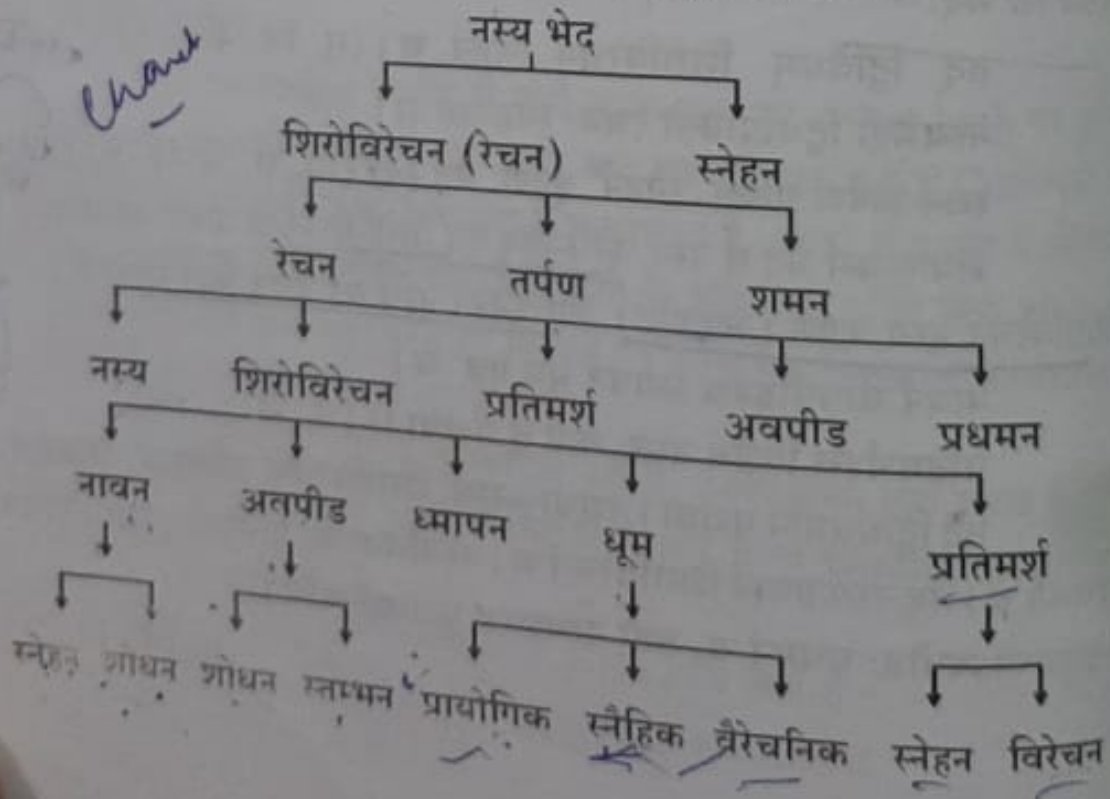 नस्य भेद
शिरोविरेचन (रेचन) स्नेहन
रेचन तर्पण शमन
नस्य शिरोविरेचन प्रतिमर्श अवपीड प्रधमन
नावन अवपीड ध्मापन धूम प्रतिमर्श
स्नेहन शोधन शोधन स्तम्भन प्रायोगिक स्नैहिक वैरेचनिक स्नेहन विरेचन